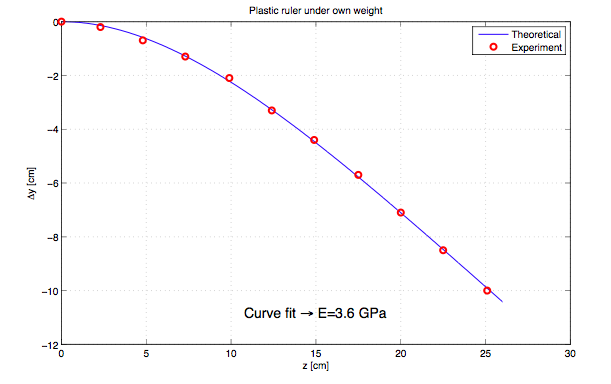 Plastic ruler under own weight
Theoretical
Experiment
0
−2
−4
−6
−8
−10
−12
Δy [cm]
Curve fit → E=3.6 GPa
0 5 10 15 20 25 30
z [cm]